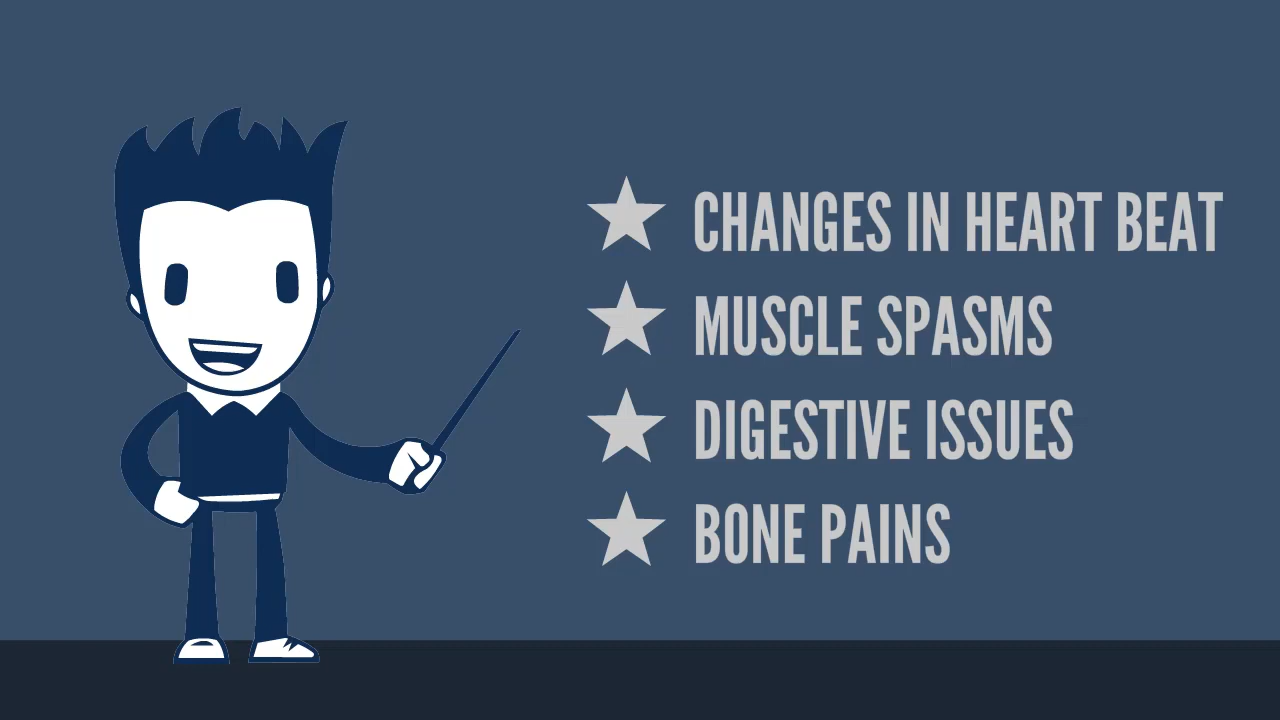 CHANGES IN HEART BEAT
MUSCLE SPASMS
DIGESTIVE ISSUES
BONE PAINS